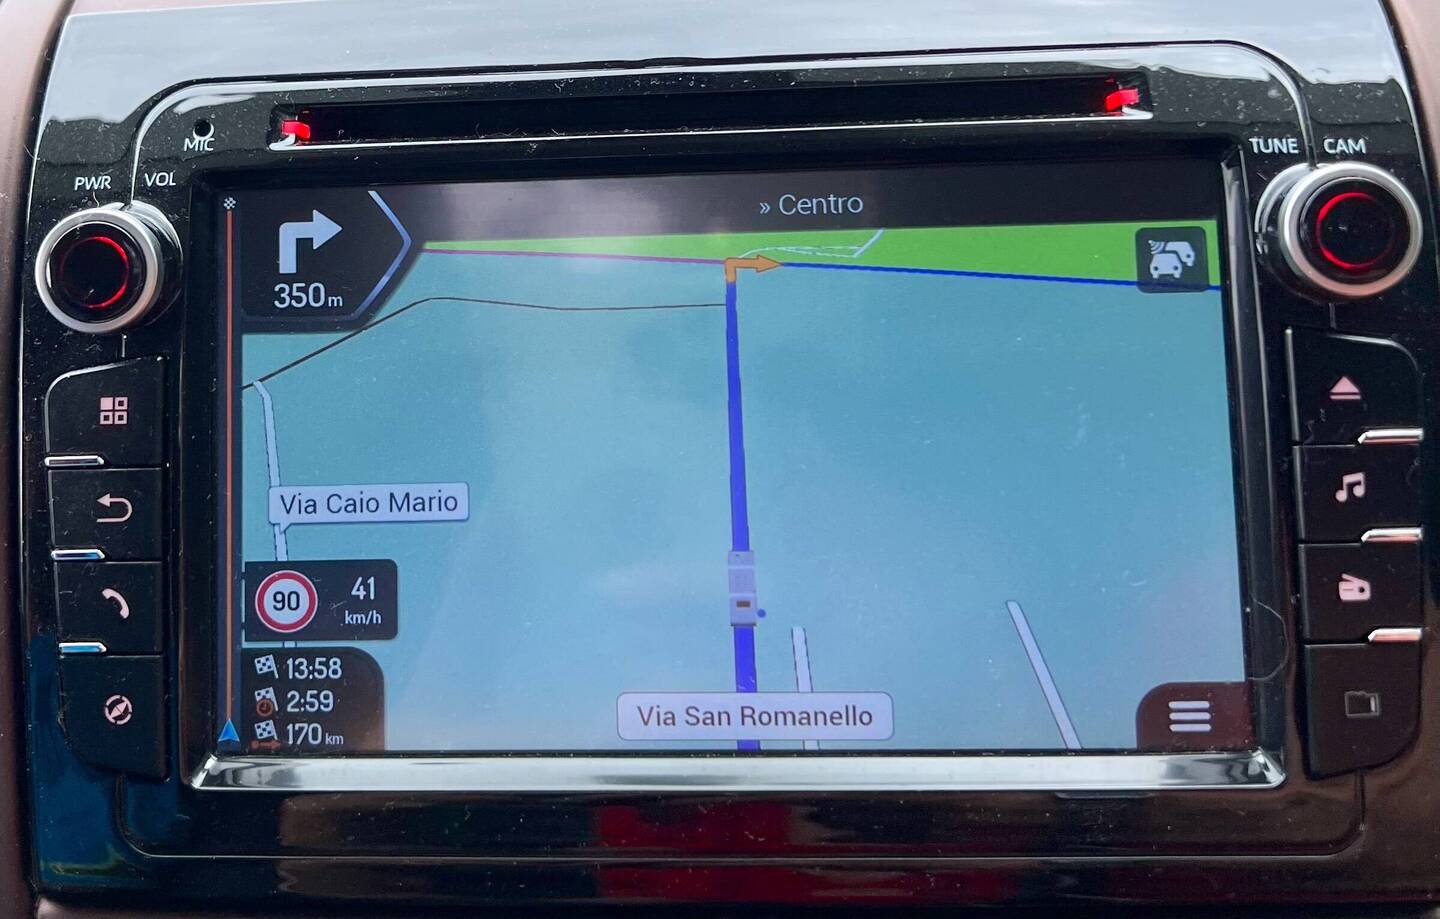 MIC
PWR
VOL
TUNE
CAM
» Centro
350m
Via Caio Mario
90
41
km/h
13:58
2:59
170 km
Via San Romanello